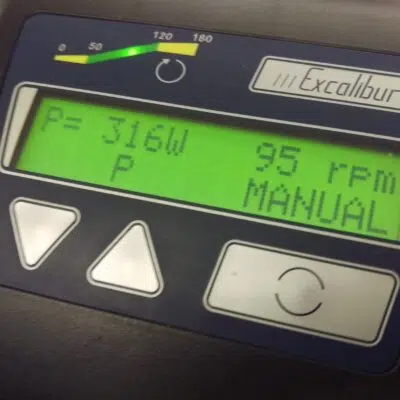 0 50 120 180
Excalibur
P= 316W 95 rpm
P MANUAL